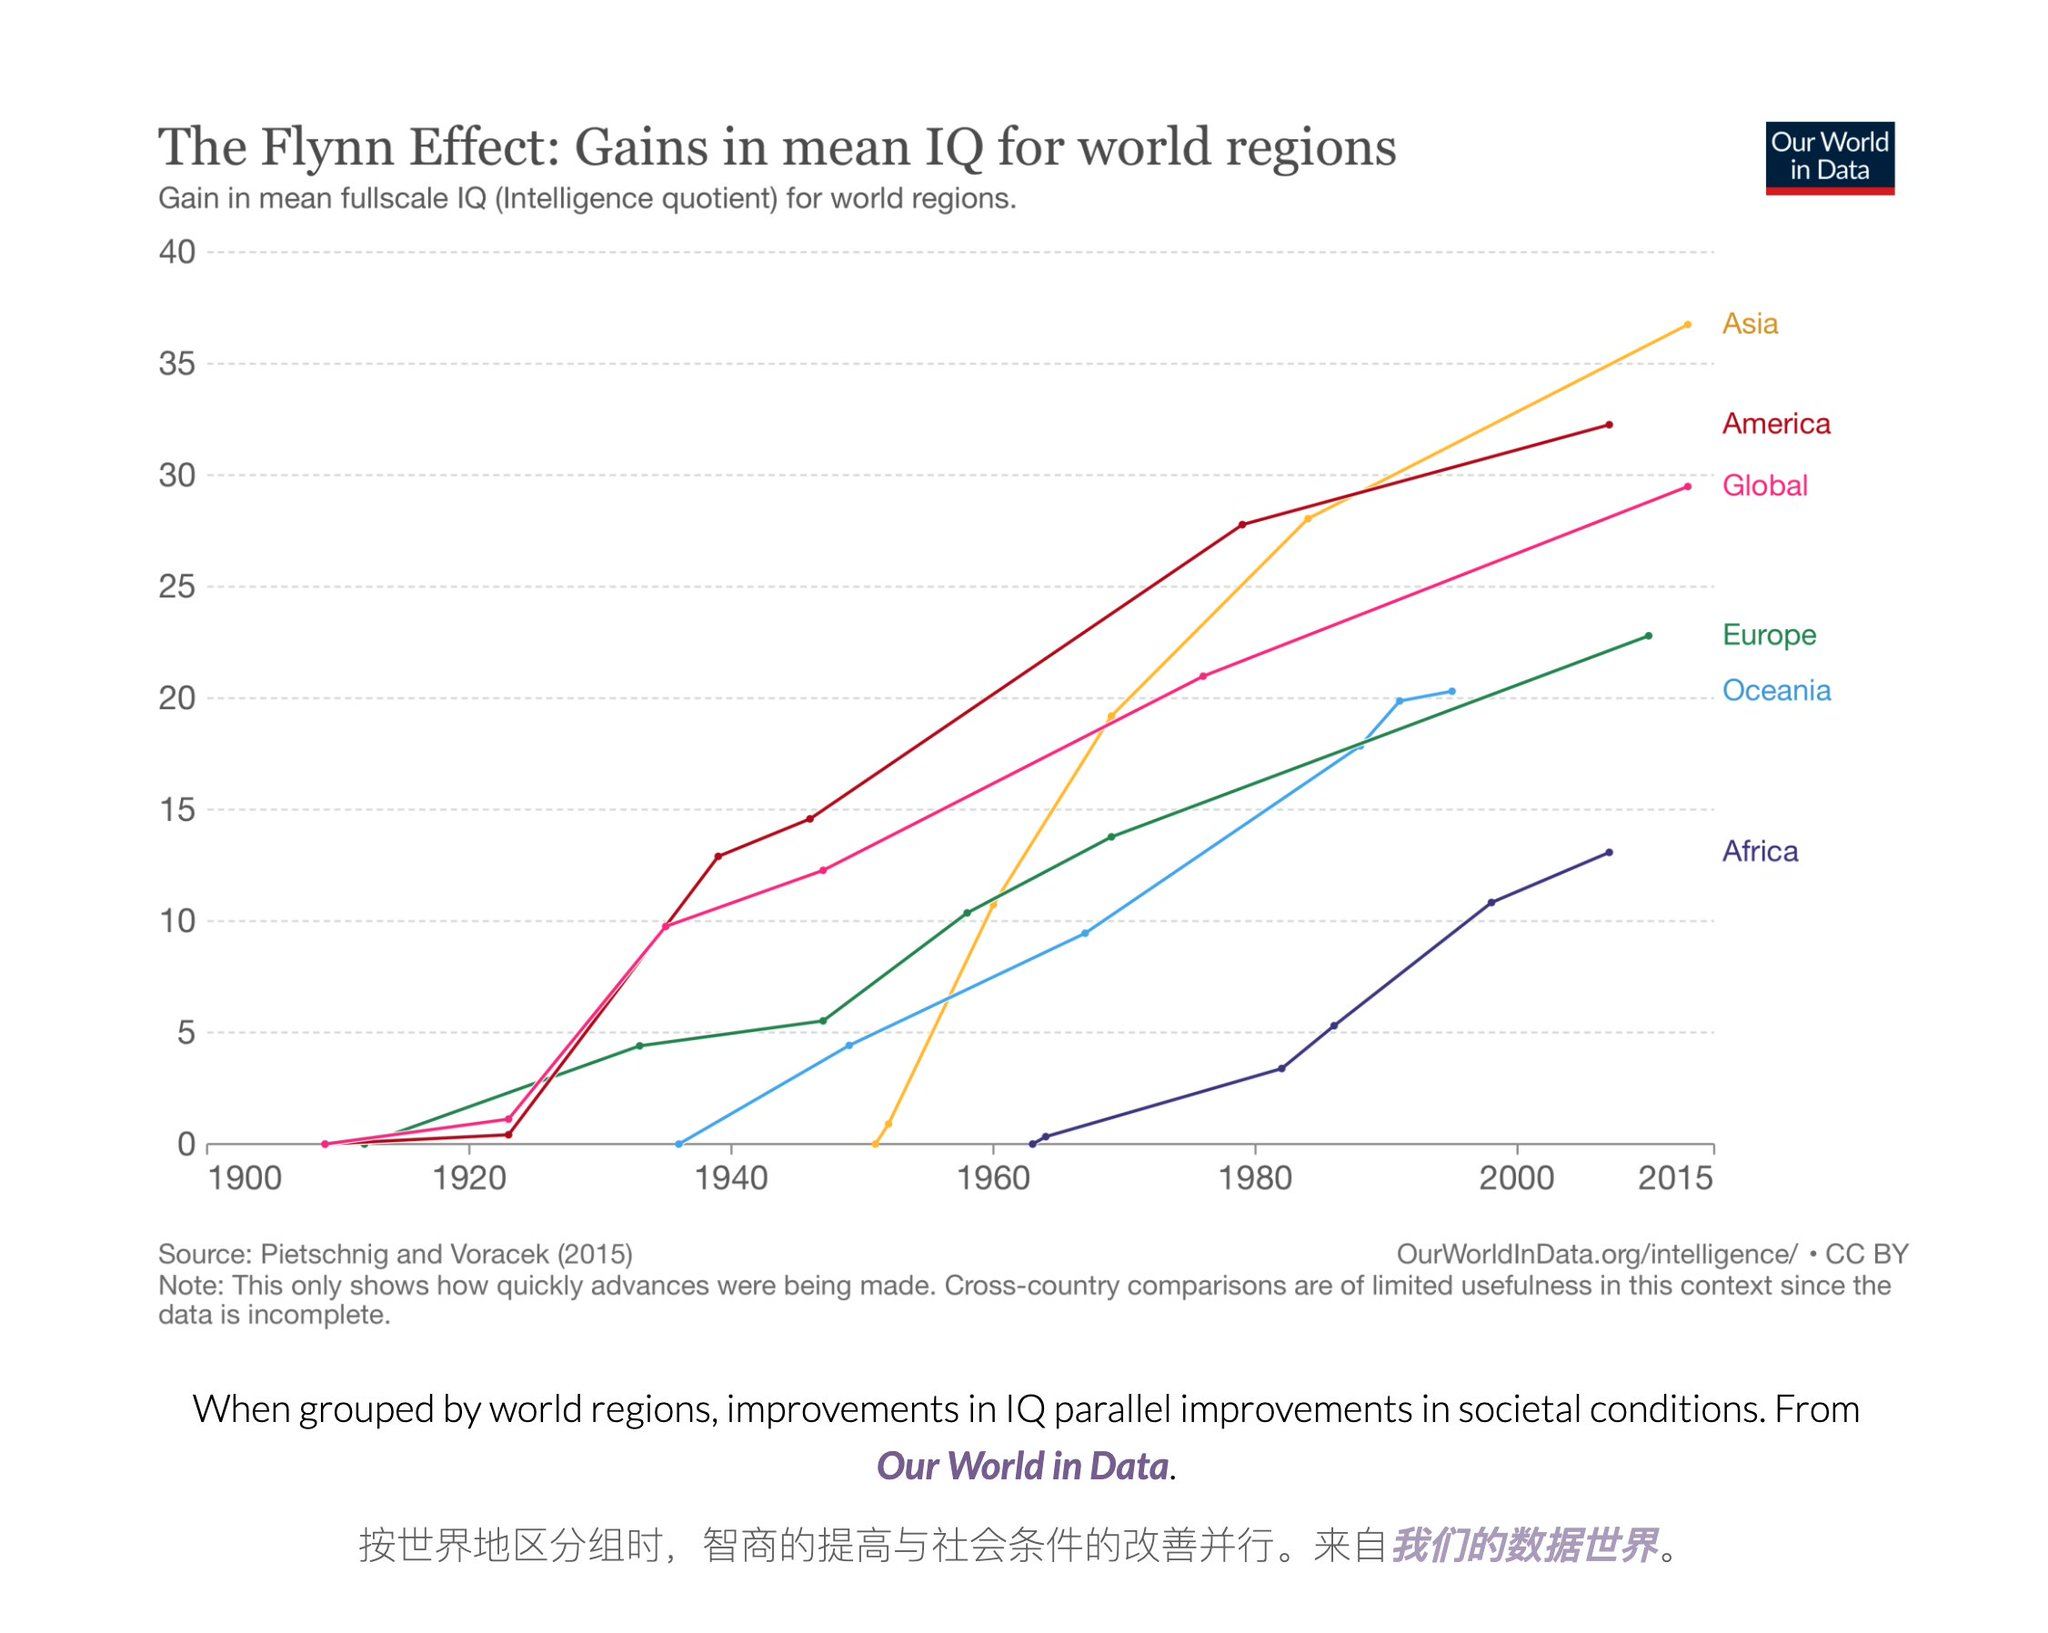 The Flynn Effect: Gains in mean IQ for world regions
Our World
in Data
Gain in mean fullscale IQ (Intelligence quotient) for world regions.
40
35
30
25
20
15
10
5
0
Asia
America
Global
Europe
Oceania
Africa
1900 1920 1940 1960 1980 2000 2015
Source: Pietschnig and Voracek (2015)
OurWorldInData.org/intelligence/ • CC BY
Note: This only shows how quickly advances were being made. Cross-country comparisons are of limited usefulness in this context since the
data is incomplete.
When grouped by world regions, improvements in IQ parallel improvements in societal conditions. From
Our World in Data.
按世界地区分组时，智商的提高与社会条件的改善并行。来自我们的数据世界。